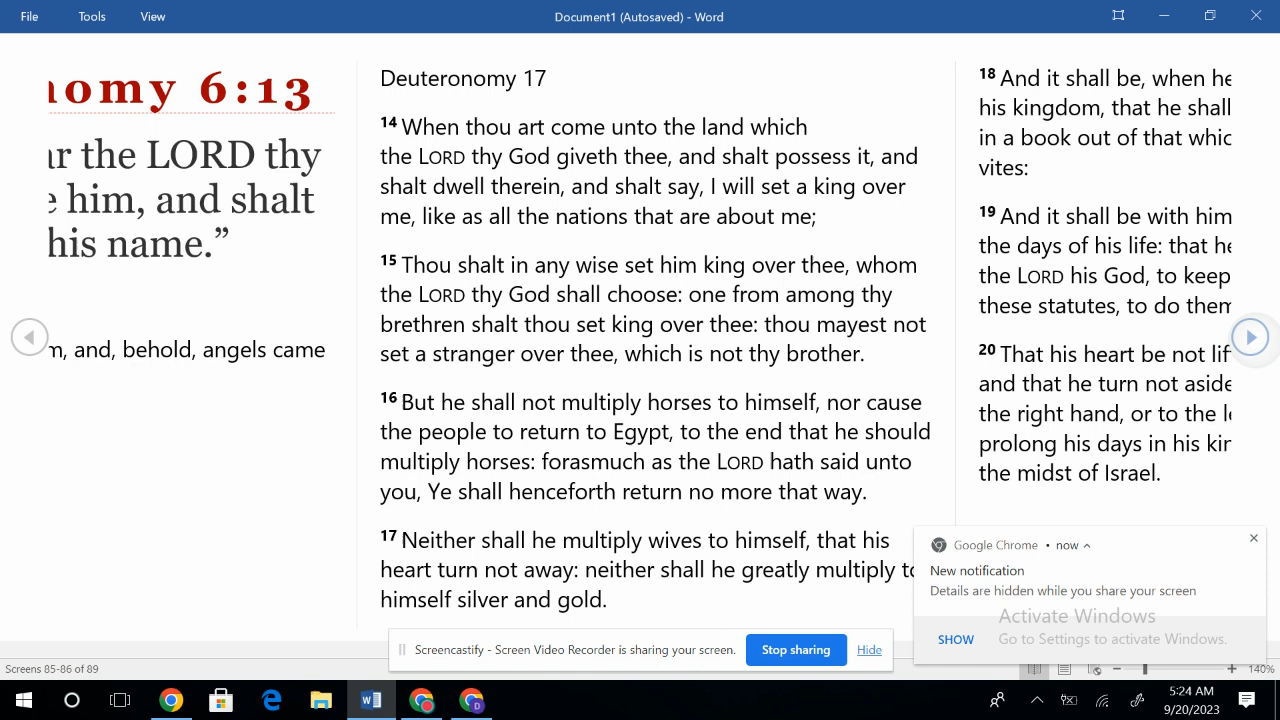 File Tools View Document1 (Autosaved) - Word
nomy 6:13
the LORD thy
him, and shalt
his name.”
and, behold, angels came
Deuteronomy 17
14 When thou art come unto the land which
the LORD thy God giveth thee, and shalt possess it, and
shalt dwell therein, and shalt say, I will set a king over
me, like as all the nations that are about me;
15 Thou shalt in any wise set him king over thee, whom
the LORD thy God shall choose: one from among thy
brethren shalt thou set king over thee: thou mayest not
set a stranger over thee, which is not thy brother.
16 But he shall not multiply horses to himself, nor cause
the people to return to Egypt, to the end that he should
multiply horses: forasmuch as the LORD hath said unto
you, Ye shall henceforth return no more that way.
17 Neither shall he multiply wives to himself, that his
heart turn not away: neither shall he greatly multiply to
himself silver and gold.
18 And it shall be, when he
his kingdom, that he shall
in a book out of that whic
vites:
19 And it shall be with him
the days of his life: that he
the LORD his God, to keep
these statutes, to do them
20 That his heart be not lif
and that he turn not aside
the right hand, or to the le
prolong his days in his kin
the midst of Israel.
Google Chrome • now
New notification
Details are hidden while you share your screen
SHOW
Activate Windows
Go to Settings to activate Windows.
Screencastify - Screen Video Recorder is sharing your screen. Stop sharing Hide
Screens 85-86 of 89
140%
5:24 AM
9/20/2023